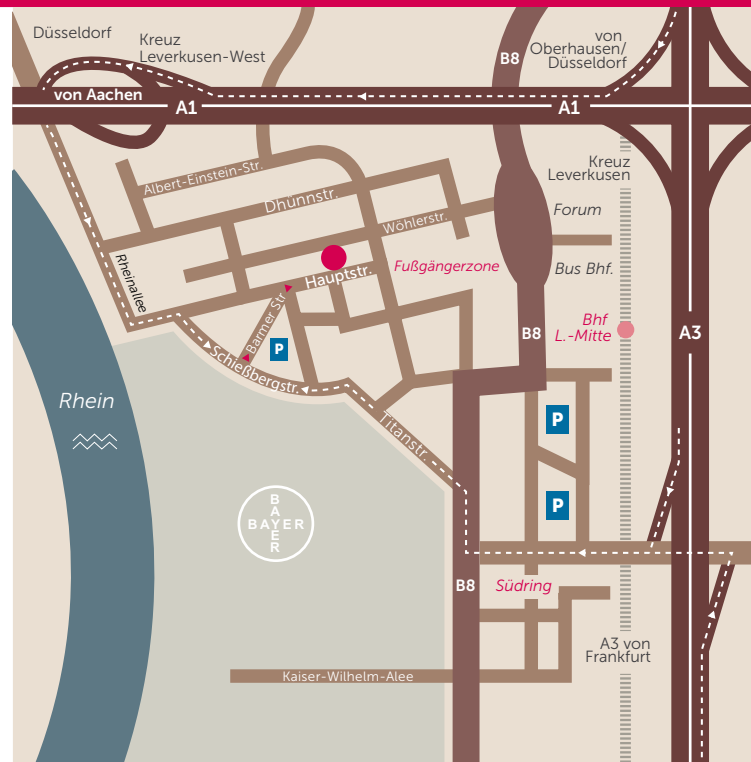 Düsseldorf
Kreuz
Leverkusen-West
B8
von
Oberhausen/
Düsseldorf
von Aachen
A1
A1
Albert-Einstein-Str.
Kreuz
Leverkusen
Dhünnstr.
Wöhlerstr.
Forum
Rheinallee
Hauptstr.
Fußgängerzone
Bus Bhf.
Barmer Str.
Bhf
L.-Mitte
B8
A3
P
Schießbergstr.
Rhein
P
Titanstr.
P
BAYER
BAYER
B8
Südring
A3 von
Frankfurt
Kaiser-Wilhelm-Alee